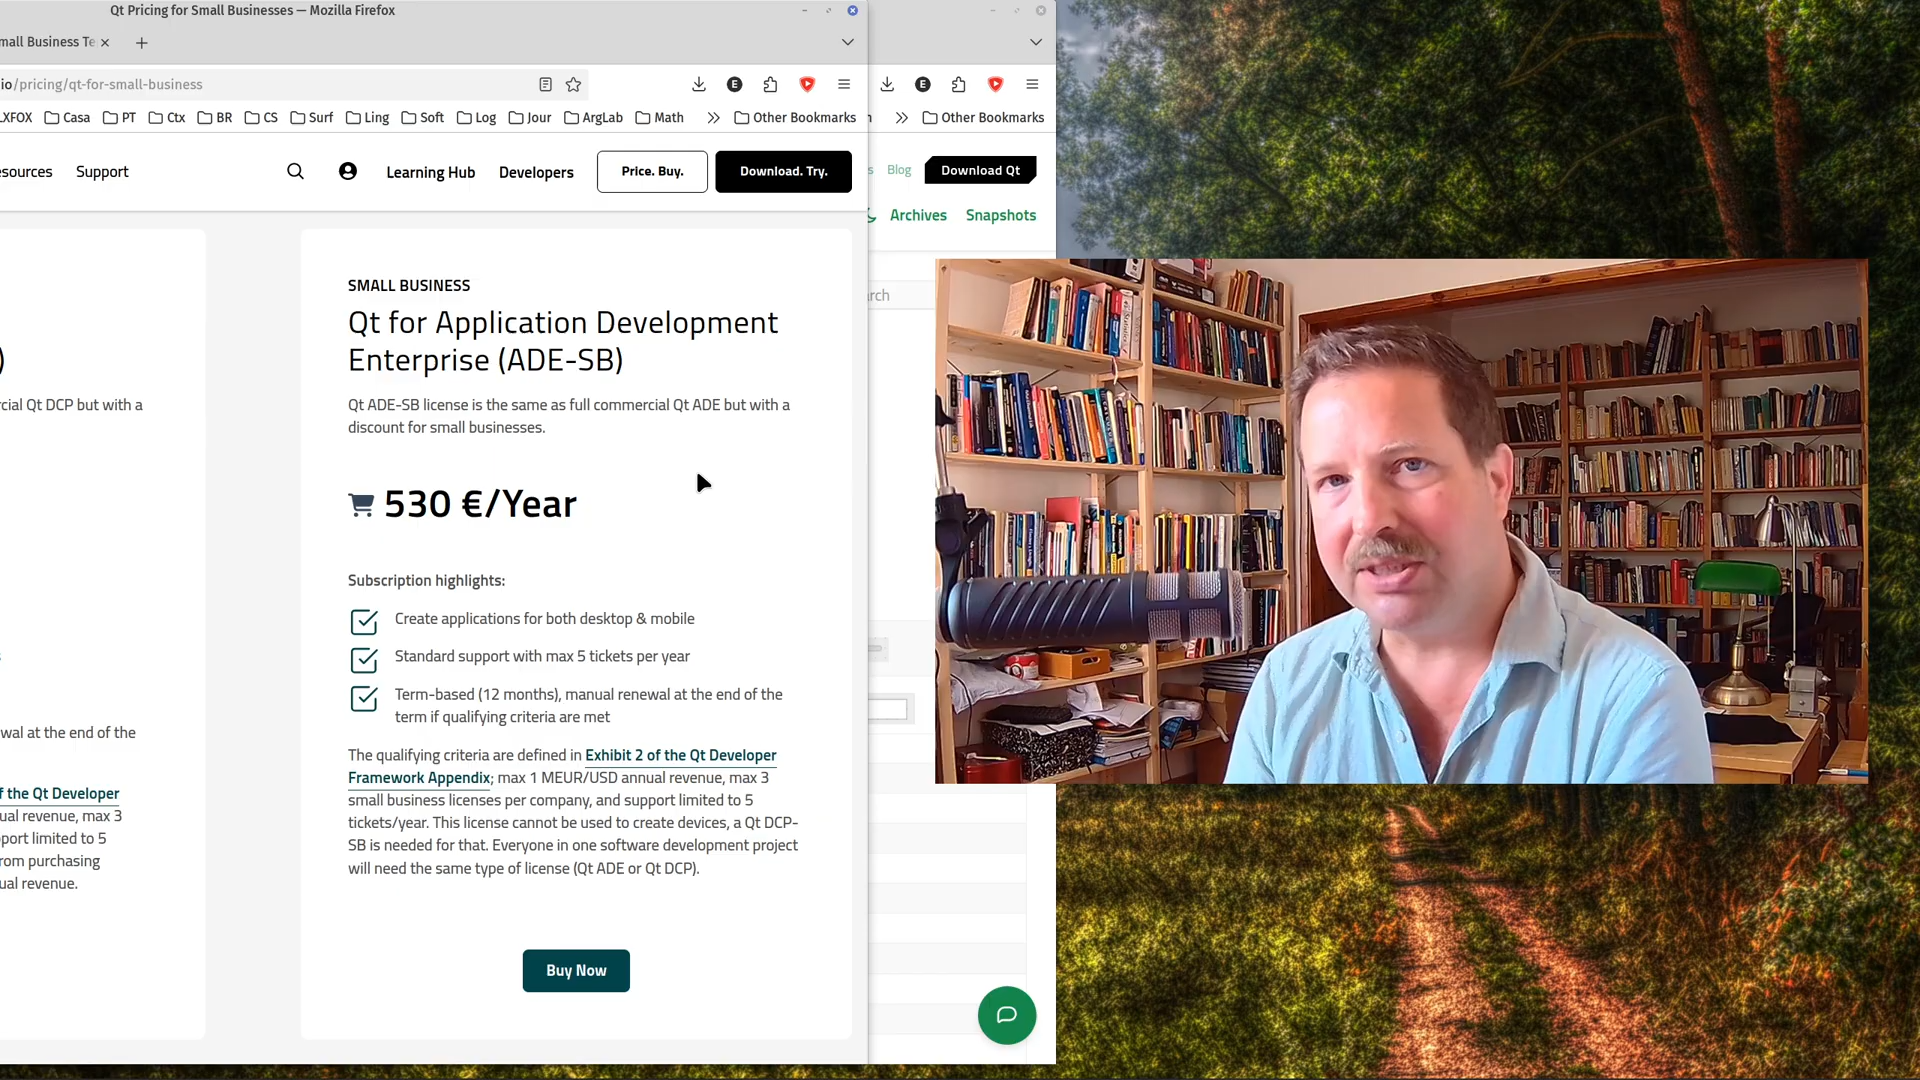 Qt Pricing for Small Businesses — Mozilla Firefox
mall Business Te
io/pricing/qt-for-small-business
LXFOX Casa PT Ctx BR CS Surf Ling Soft Log Jour ArgLab Math Other Bookmarks
Other Bookmarks
esources Support Learning Hub Developers Price. Buy. Download. Try.
s Blog Download Qt
Archives Snapshots
rch
)
cial Qt DCP but with a
wal at the end of the
f the Qt Developer
ual revenue, max 3
port limited to 5
rom purchasing
ual revenue.
SMALL BUSINESS
Qt for Application Development
Enterprise (ADE-SB)
Qt ADE-SB license is the same as full commercial Qt ADE but with a
discount for small businesses.
530 €/Year
Subscription highlights:
Create applications for both desktop & mobile
Standard support with max 5 tickets per year
Term-based (12 months), manual renewal at the end of the
term if qualifying criteria are met
The qualifying criteria are defined in Exhibit 2 of the Qt Developer
Framework Appendix; max 1 MEUR/USD annual revenue, max 3
small business licenses per company, and support limited to 5
tickets/year. This license cannot be used to create devices, a Qt DCP-
SB is needed for that. Everyone in one software development project
will need the same type of license (Qt ADE or Qt DCP).
Buy Now